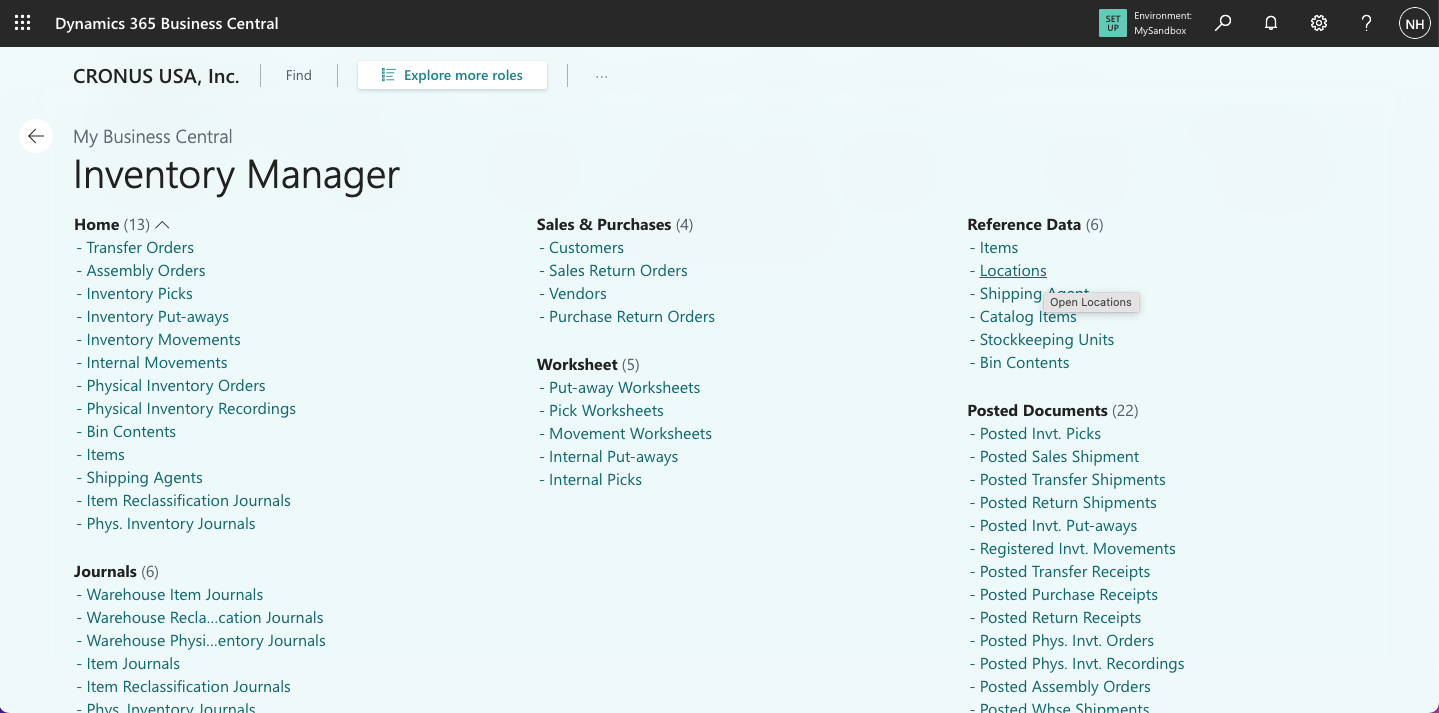 Dynamics 365 Business Central
SET UP
Environment:
MySandbox
?
NH
CRONUS USA, Inc.
Find
Explore more roles
...
My Business Central
Inventory Manager
Home (13)
- Transfer Orders
- Assembly Orders
- Inventory Picks
- Inventory Put-aways
- Inventory Movements
- Internal Movements
- Physical Inventory Orders
- Physical Inventory Recordings
- Bin Contents
- Items
- Shipping Agents
- Item Reclassification Journals
- Phys. Inventory Journals
Journals (6)
- Warehouse Item Journals
- Warehouse Recla...cation Journals
- Warehouse Physi...entory Journals
- Item Journals
- Item Reclassification Journals
- Phys. Inventory Journals
Sales & Purchases (4)
- Customers
- Sales Return Orders
- Vendors
- Purchase Return Orders
Worksheet (5)
- Put-away Worksheets
- Pick Worksheets
- Movement Worksheets
- Internal Put-aways
- Internal Picks
Reference Data (6)
- Items
- Locations
- Shipping Agent
Open Locations
- Catalog Items
- Stockkeeping Units
- Bin Contents
Posted Documents (22)
- Posted Invt. Picks
- Posted Sales Shipment
- Posted Transfer Shipments
- Posted Return Shipments
- Posted Invt. Put-aways
- Registered Invt. Movements
- Posted Transfer Receipts
- Posted Purchase Receipts
- Posted Return Receipts
- Posted Phys. Invt. Orders
- Posted Phys. Invt. Recordings
- Posted Assembly Orders
- Posted Whse Shipments